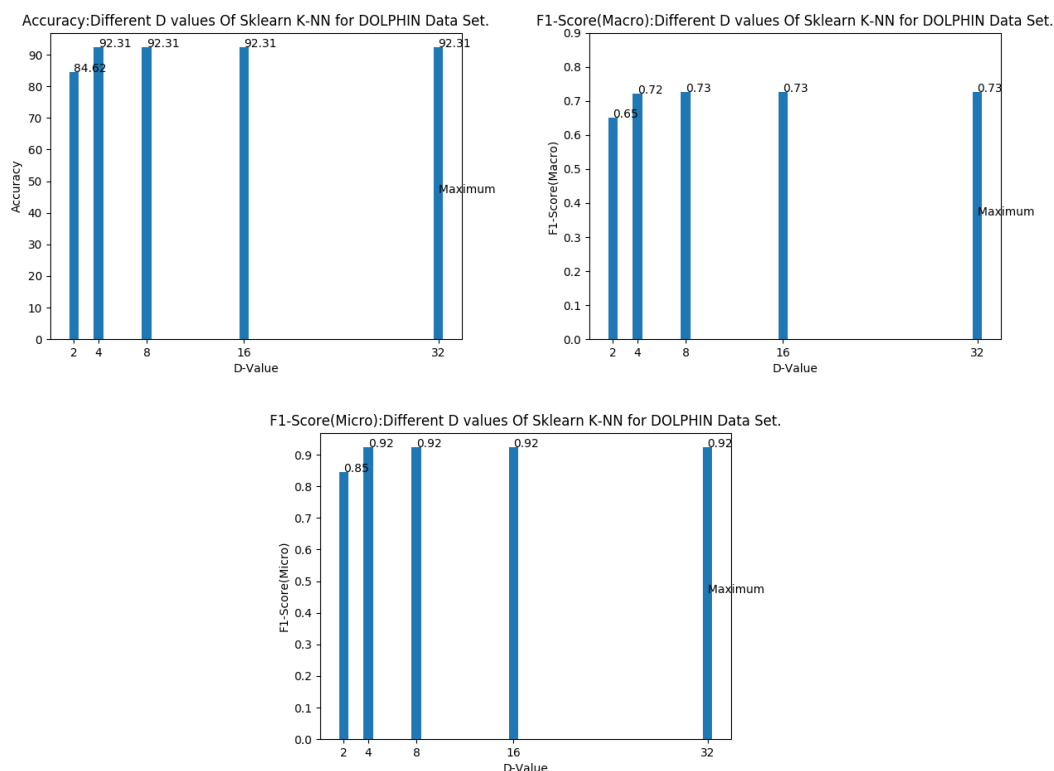 Accuracy:Different D values Of Sklearn K-NN for DOLPHIN Data Set.
92.31 92.31 92.31 92.31
84.62
90
80
70
60
50
40
30
20
10
0
Accuracy
Maximum
2 4 8 16 32
D-Value
F1-Score(Macro):Different D values Of Sklearn K-NN for DOLPHIN Data Set.
0.9
0.8
0.7
0.6
0.5
0.4
0.3
0.2
0.1
0.0
F1-Score(Macro)
0.65 0.72 0.73 0.73 0.73
Maximum
2 4 8 16 32
D-Value
F1-Score(Micro):Different D values Of Sklearn K-NN for DOLPHIN Data Set.
0.92 0.92 0.92 0.92
0.85
0.9
0.8
0.7
0.6
0.5
0.4
0.3
0.2
0.1
0.0
F1-Score(Micro)
Maximum
2 4 8 16 32
D-Value